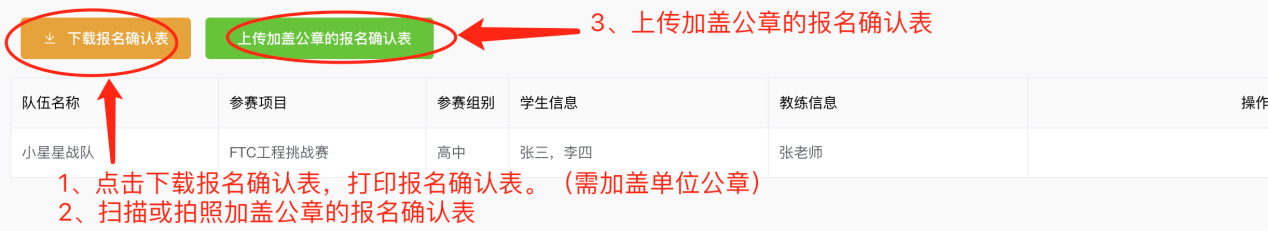 3、上传加盖公章的报名确认表
下载报名确认表 上传加盖公章的报名确认表
队伍名称 参赛项目 参赛组别 学生信息 教练信息 操作
小星星战队 FTC工程挑战赛 高中 张三，李四 张老师
1、点击下载报名确认表，打印报名确认表。（需加盖单位公章）
2、扫描或拍照加盖公章的报名确认表